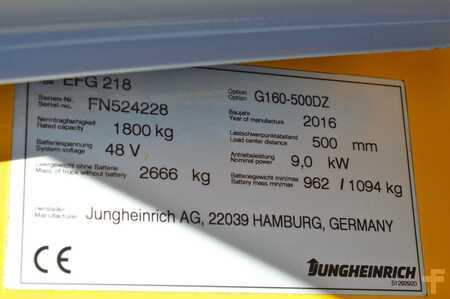 EFG 218
Option
Option
G160-500DZ
Serien-Nr.
Serial-no.
FN524228
Baujahr
Year of manufacture
2016
Nenntragfähigkeit
Rated capacity
1800 kg
Lastschwerpunktabstand
Load center distance
500 mm
Batteriespannung
System voltage
48 V
Antriebsleistung
Nominal power
9,0 kW
Leergewicht ohne Batterie
Mass of truck without battery
2666 kg
Batteriegewicht min/max
Battery mass min/max
962 / 1094 kg
Hersteller
Manufacturer
Jungheinrich AG, 22039 HAMBURG, GERMANY
CE
JUNGHEINRICH
51292920